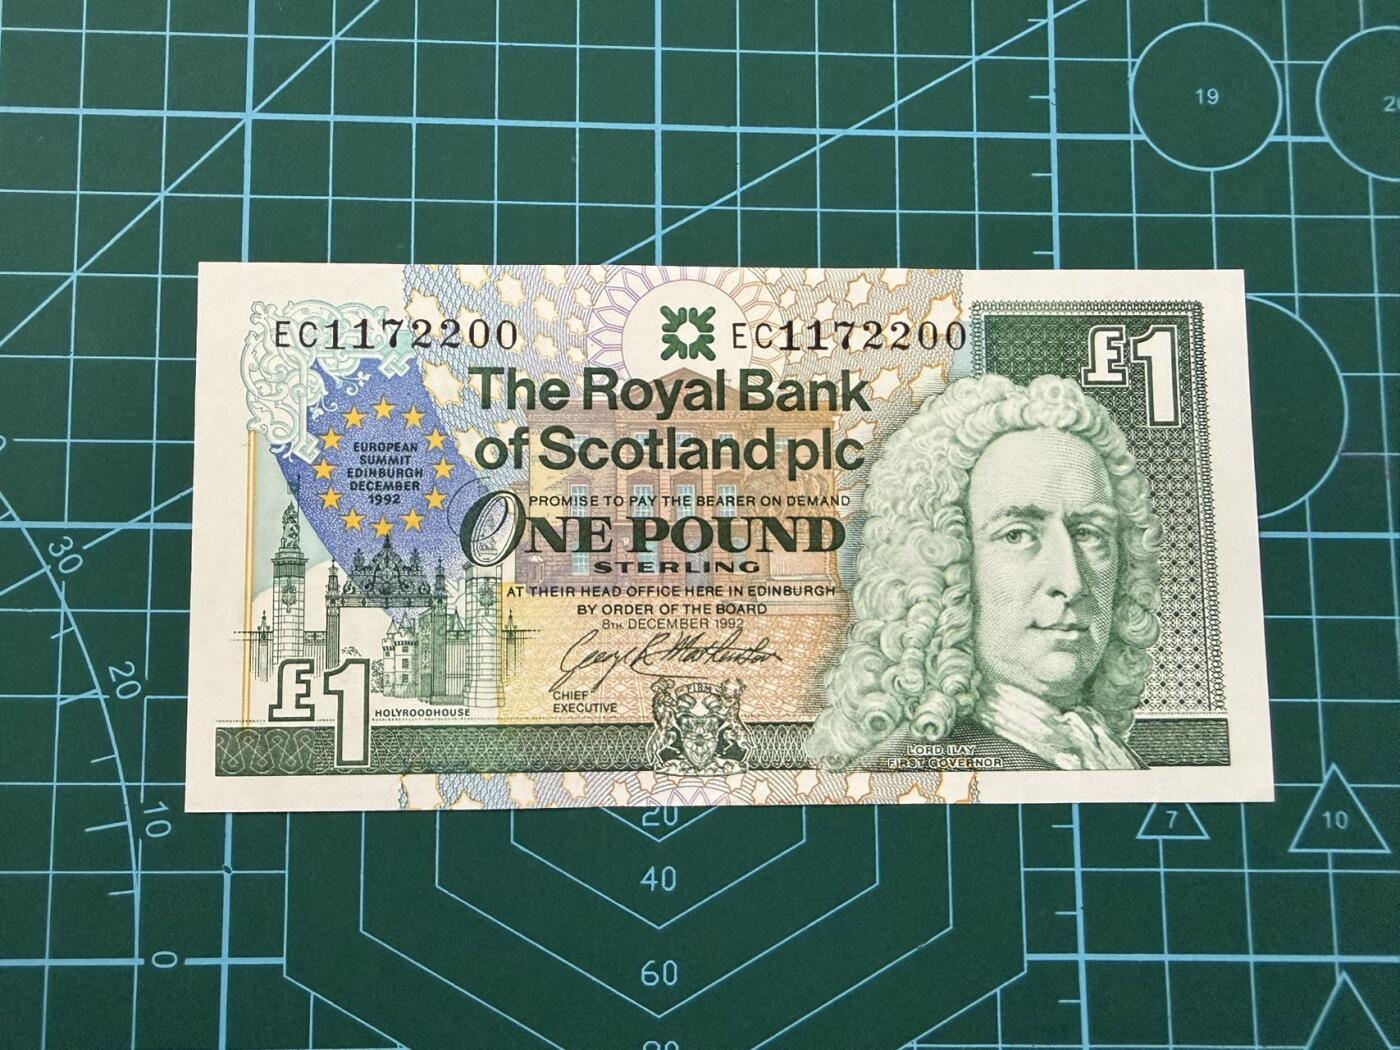 19
EC1172200
EC1172200
£1
The Royal Bank
of Scotland plc
EUROPEAN
SUMMIT
EDINBURGH
DECEMBER
1992
PROMISE TO PAY THE BEARER ON DEMAND
ONE POUND
STERLING
AT THEIR HEAD OFFICE HERE IN EDINBURGH
BY ORDER OF THE BOARD
8TH. DECEMBER 1992
CHIEF
EXECUTIVE
£1
HOLYROODHOUSE
FIRM
LORD ILAY
FIRST GOVERNOR
30
20
10
0
20
40
60
7
10